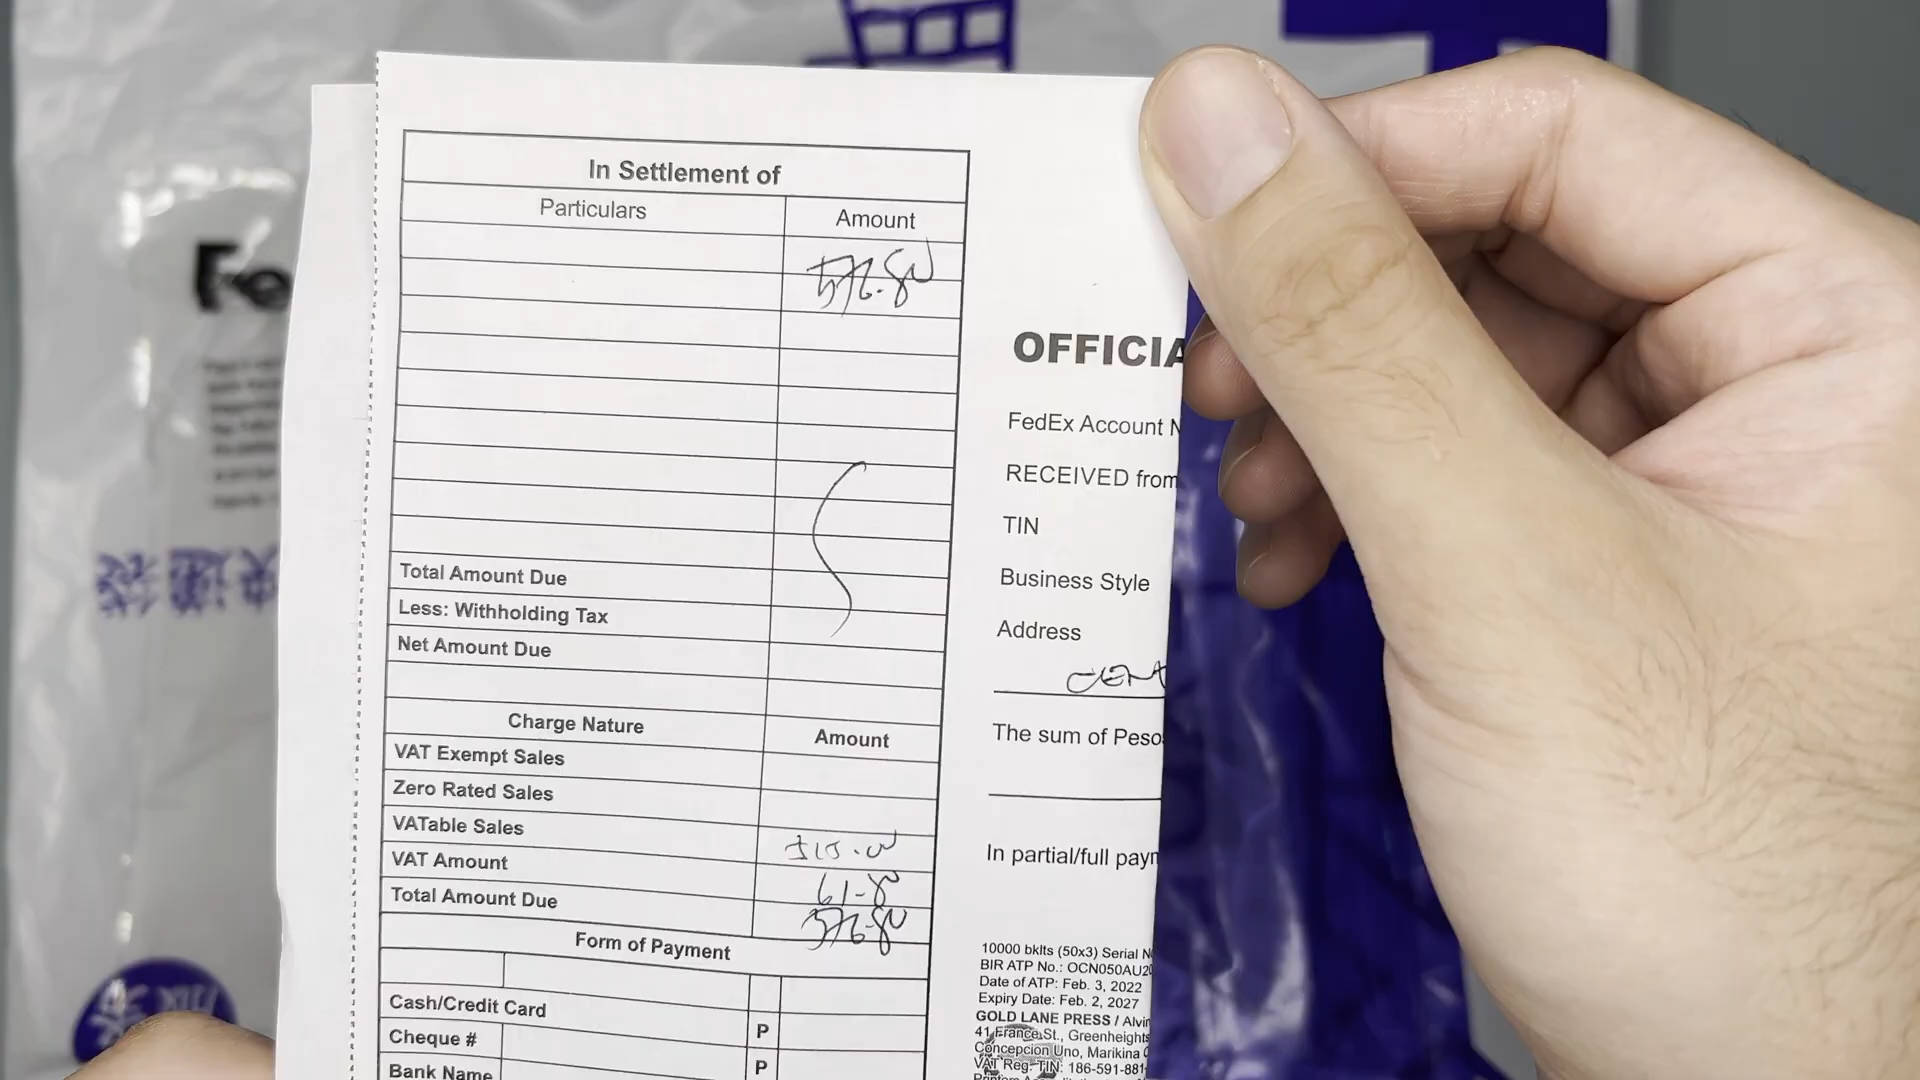 Fe
In Settlement of
Particulars Amount
576.80
Total Amount Due
Less: Withholding Tax
Net Amount Due
Charge Nature Amount
VAT Exempt Sales
Zero Rated Sales
VATable Sales 515.00
VAT Amount 61-80
Total Amount Due 576-80
Form of Payment
Cash/Credit Card P
Cheque # P
Bank Name
OFFICIA
FedEx Account N
RECEIVED from
TIN
Business Style
Address
The sum of Peso
In partial/full paym
10000 bklts (50x3) Serial N
BIR ATP No.: OCN050AU20
Date of ATP: Feb. 3, 2022
Expiry Date: Feb. 2, 2027
GOLD LANE PRESS / Alvin
41 France St., Greenheights
Concepcion Uno, Marikina
VAT Reg. TIN: 186-591-881